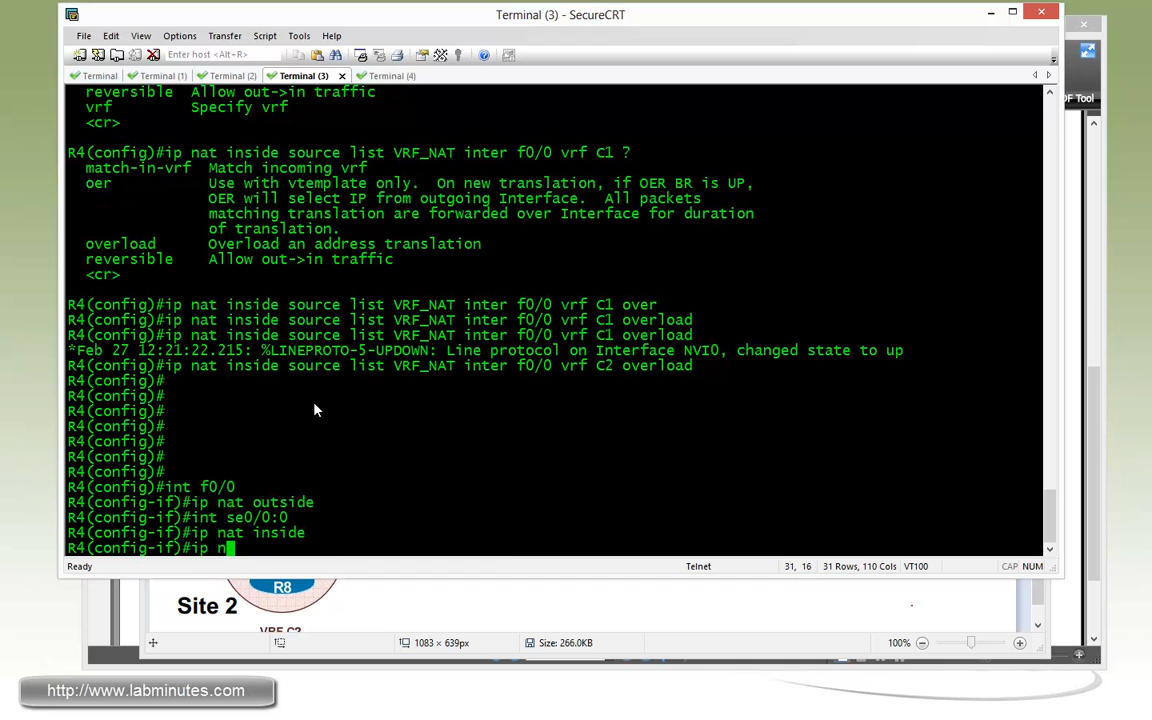 Terminal (3) - SecureCRT
File Edit View Options Transfer Script Tools Help
Enter host <Alt+R>
Terminal Terminal (1) Terminal (2) Terminal (3) Terminal (4)
reversible Allow out->in traffic
vrf Specify vrf
<cr>
R4(config)#ip nat inside source list VRF_NAT inter f0/0 vrf C1 ?
match-in-vrf Match incoming vrf
oer Use with vtemplate only. On new translation, if OER BR is UP,
OER will select IP from outgoing Interface. All packets
matching translation are forwarded over Interface for duration
of translation.
overload Overload an address translation
reversible Allow out->in traffic
<cr>
R4(config)#ip nat inside source list VRF_NAT inter f0/0 vrf C1 over
R4(config)#ip nat inside source list VRF_NAT inter f0/0 vrf C1 overload
R4(config)#ip nat inside source list VRF_NAT inter f0/0 vrf C1 overload
*Feb 27 12:21:22.215: %LINEPROTO-5-UPDOWN: Line protocol on Interface NVI0, changed state to up
R4(config)#ip nat inside source list VRF_NAT inter f0/0 vrf C2 overload
R4(config)#
R4(config)#
R4(config)#
R4(config)#
R4(config)#
R4(config)#
R4(config)#
R4(config)#int f0/0
R4(config-if)#ip nat outside
R4(config-if)#int se0/0:0
R4(config-if)#ip nat inside
R4(config-if)#ip n
Ready Telnet 31, 16 31 Rows, 110 Cols VT100 CAP NUM
DF Tool
R8
Site 2
VRF C2
1083 × 639px Size: 266.0KB 100%
http://www.labminutes.com